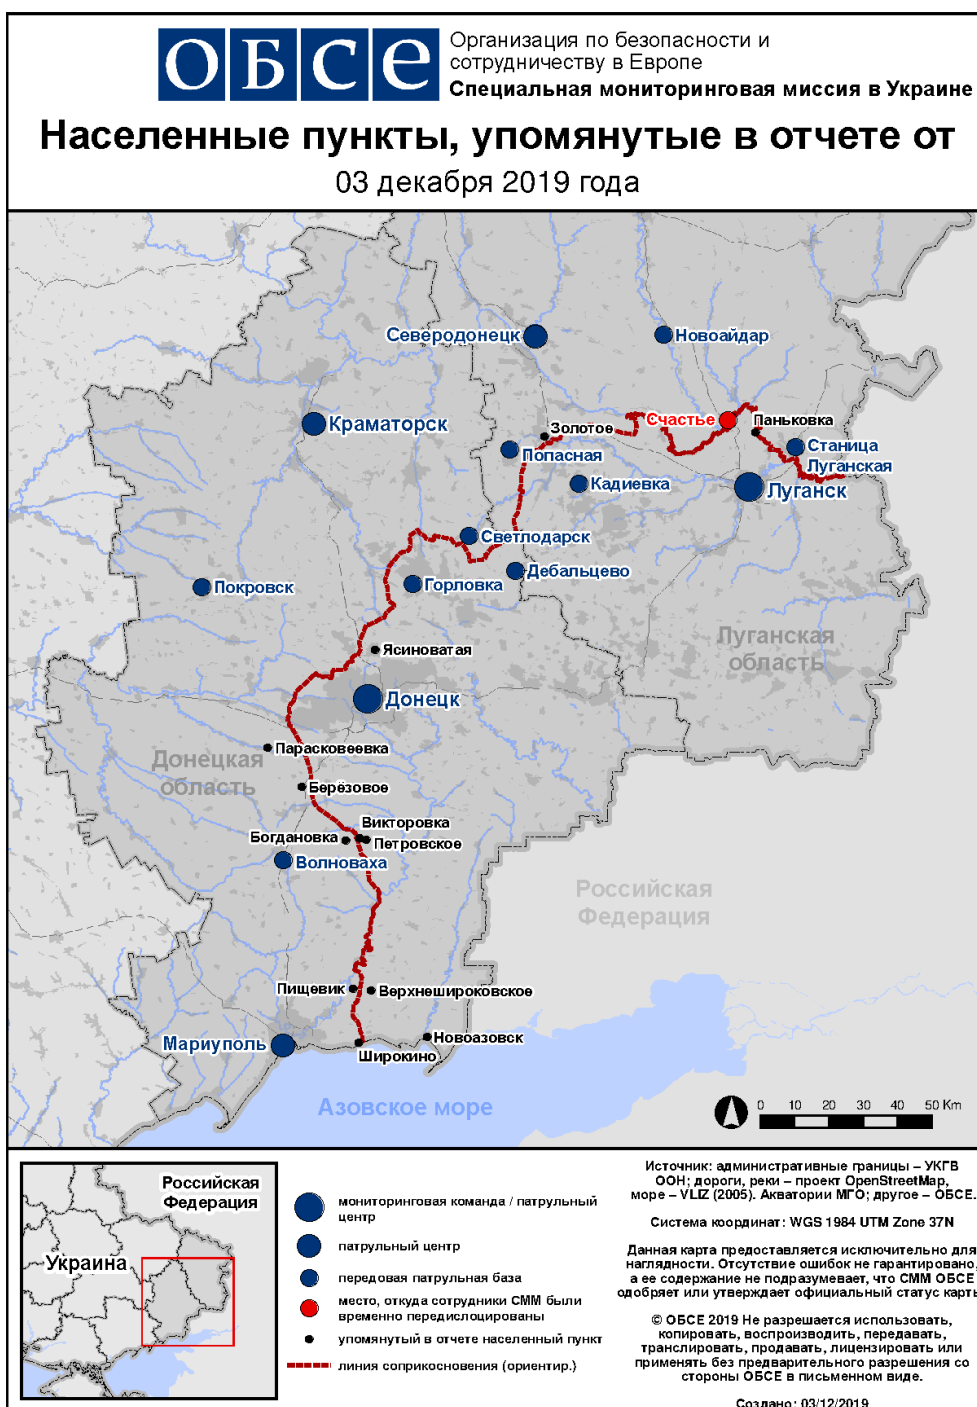 ОБСЕ
Организация по безопасности и
сотрудничеству в Европе
Специальная мониторинговая миссия в Украине
Населенные пункты, упомянутые в отчете от
03 декабря 2019 года
Северодонецк
Новоайдар
Краматорск
Золотое
Счастье
Паньковка
Попасная
Станица
Луганская
Кадиевка
Луганск
Светлодарск
Дебальцево
Покровск
Горловка
Ясиноватая
Луганская
область
Донецк
Парасковеевка
Донецкая
область
Берёзовое
Викторовка
Богдановка
Петровское
Волноваха
Российская
Федерация
Пищевик
Верхнешироковское
Новоазовск
Мариуполь
Широкино
Азовское море
0 10 20 30 40 50 Km
Российская
Федерация
Украина
мониторинговая команда / патрульный
центр
патрульный центр
передовая патрульная база
место, откуда сотрудники СММ были
временно передислоцированы
упомянутый в отчете населенный пункт
линия соприкосновения (ориентир.)
Источник: административные границы – УКГВ
ООН; дороги, реки – проект OpenStreetMap,
море – VLIZ (2005). Акватории МГО; другое – ОБСЕ.
Система координат: WGS 1984 UTM Zone 37N
Данная карта предоставляется исключительно для
наглядности. Отсутствие ошибок не гарантировано,
а ее содержание не подразумевает, что СММ ОБСЕ
одобряет или утверждает официальный статус карты
© ОБСЕ 2019 Не разрешается использовать,
копировать, воспроизводить, передавать,
транслировать, продавать, лицензировать или
применять без предварительного разрешения со
стороны ОБСЕ в письменном виде.
Создано: 03/12/2019